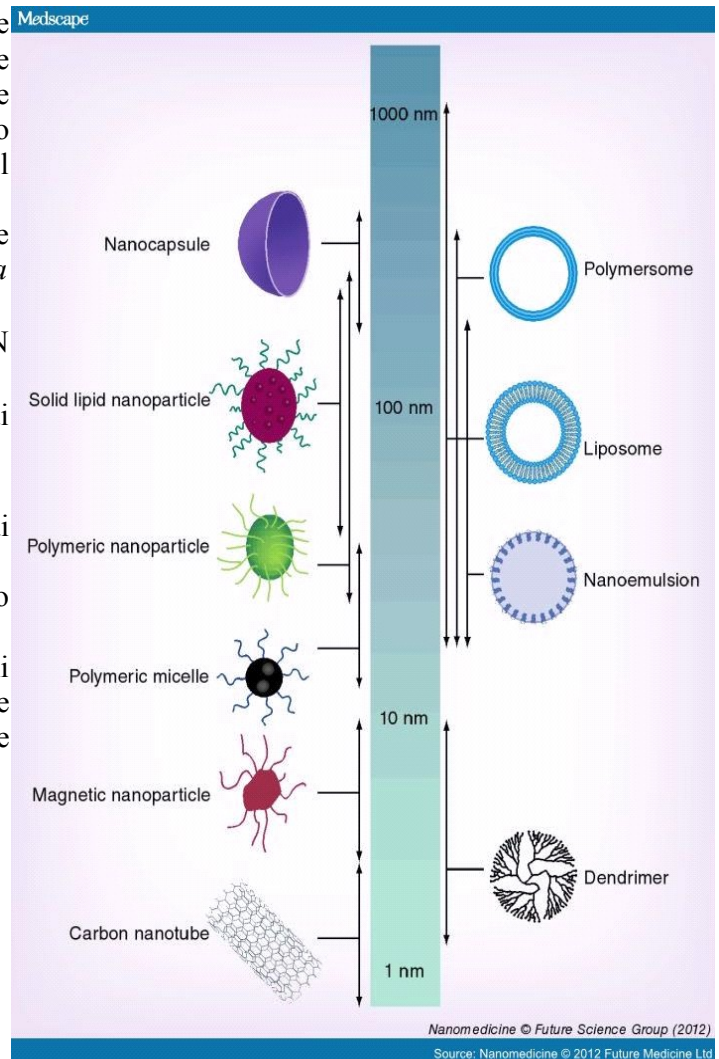 Medscape
1000 nm
Nanocapsule
Polymersome
Solid lipid nanoparticle
100 nm
Liposome
Polymeric nanoparticle
Nanoemulsion
Polymeric micelle
10 nm
Magnetic nanoparticle
Dendrimer
Carbon nanotube
1 nm
Nanomedicine © Future Science Group (2012)
Source: Nanomedicine © 2012 Future Medicine Ltd